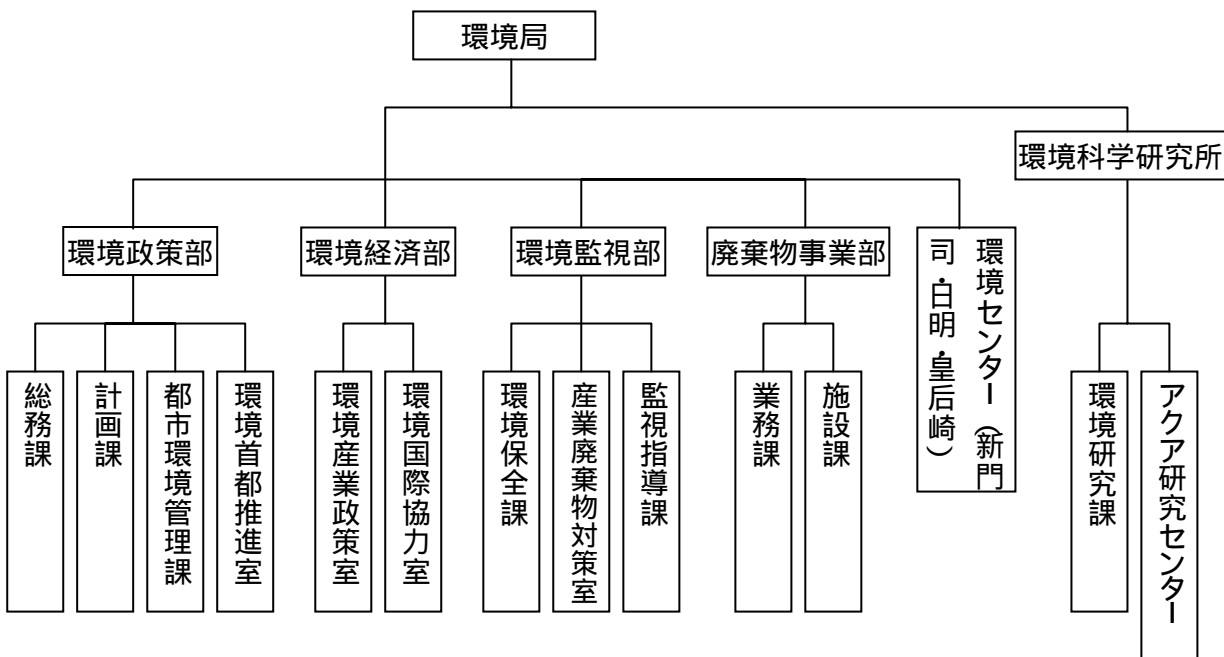 環境局
環境科学研究所
環境政策部
環境経済部
環境監視部
廃棄物事業部
環境センター（新門
司・白明・皇后崎）
総務課
計画課
都市環境管理課
環境首都推進室
環境産業政策室
環境国際協力室
環境保全課
産業廃棄物対策室
監視指導課
業務課
施設課
環境研究課
アクア研究センター